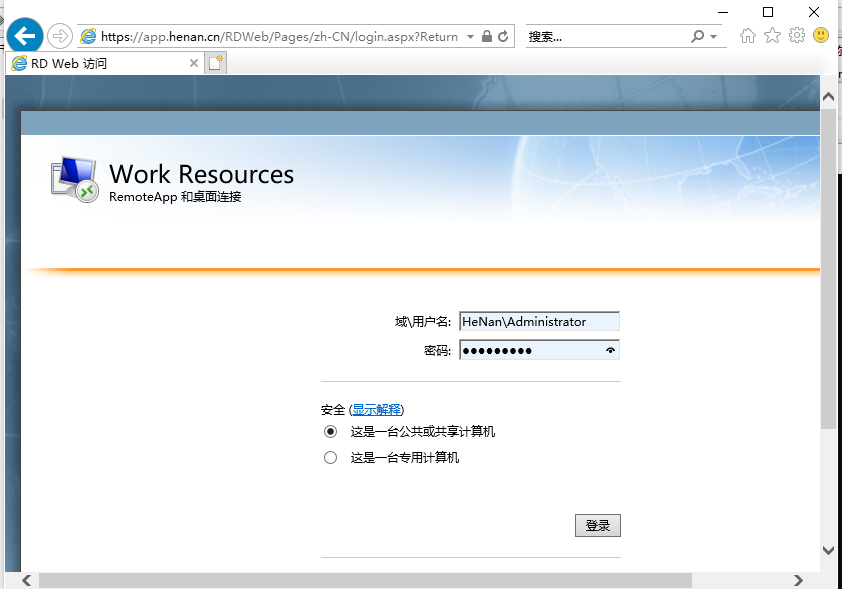 https://app.henan.cn/RDWeb/Pages/zh-CN/login.aspx?Return
搜索...
RD Web 访问
Work Resources
RemoteApp 和桌面连接
域\用户名: HeNan\Administrator
密码: ●●●●●●●●●
安全 (显示解释)
这是一台公共或共享计算机
这是一台专用计算机
登录